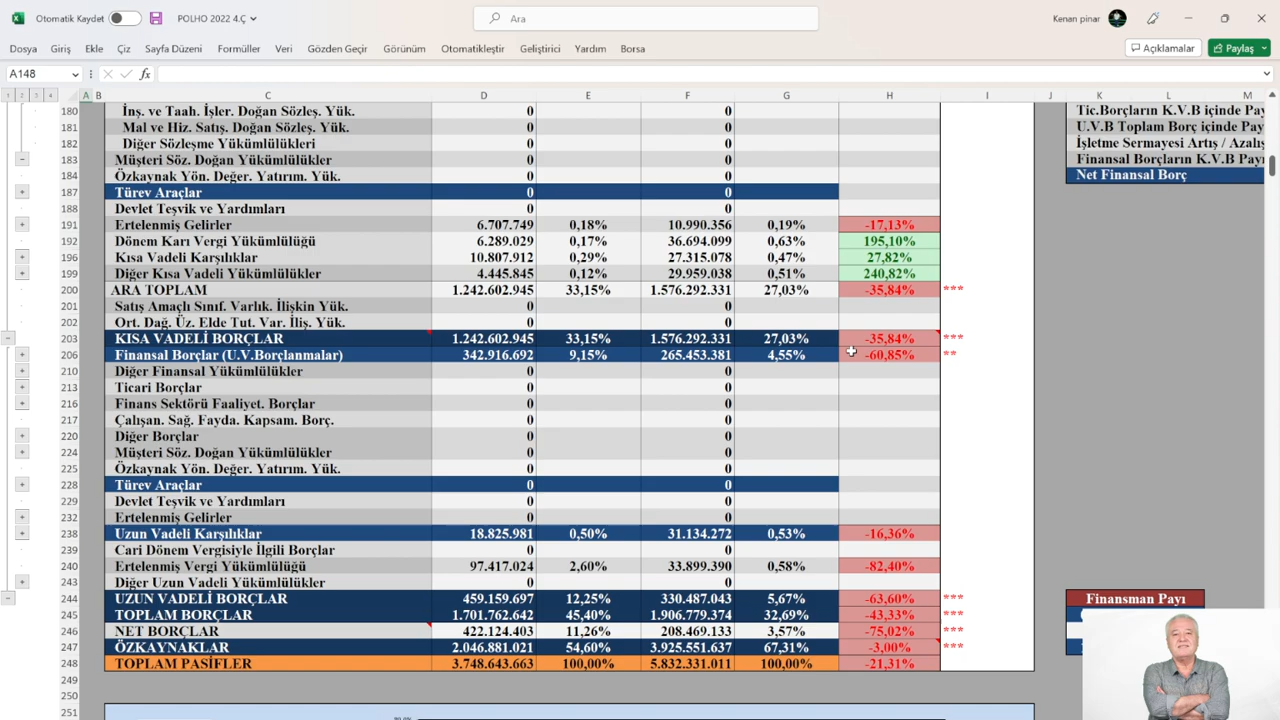 Otomatik Kaydet POLHO 2022 4.Ç Ara Kenan pinar
Dosya Giriş Ekle Çiz Sayfa Düzeni Formüller Veri Gözden Geçir Görünüm Otomatikleştir Geliştirici Yardım Borsa Açıklamalar Paylaş
A148 fx
1 2 3 4 A B C D E F G H I J K L M
180 İnş. ve Taah. İşler. Doğan Sözleş. Yük. 0 0 Tic.Borçların K.V.B içinde Pay
181 Mal ve Hiz. Satış. Doğan Sözleş. Yük. 0 0 U.V.B Toplam Borç içinde Pay
182 Diğer Sözleşme Yükümlülükleri 0 0 İşletme Sermayesi Artış / Azalış
183 Müşteri Söz. Doğan Yükümlülükler 0 0 Finansal Borçların K.V.B Payı
184 Özkaynak Yön. Değer. Yatırım. Yük. 0 0 Net Finansal Borç
187 Türev Araçlar 0 0
188 Devlet Teşvik ve Yardımları 0 0
191 Ertelenmiş Gelirler 6.707.749 0,18% 10.990.356 0,19% -17,13%
192 Dönem Karı Vergi Yükümlülüğü 6.289.029 0,17% 36.694.099 0,63% 195,10%
196 Kısa Vadeli Karşılıklar 10.807.912 0,29% 27.315.078 0,47% 27,82%
199 Diğer Kısa Vadeli Yükümlülükler 4.445.845 0,12% 29.959.038 0,51% 240,82%
200 ARA TOPLAM 1.242.602.945 33,15% 1.576.292.331 27,03% -35,84% ***
201 Satış Amaçlı Sınıf. Varlık. İlişkin Yük. 0 0
202 Ort. Dağ. Üz. Elde Tut. Var. İliş. Yük. 0 0
203 KISA VADELİ BORÇLAR 1.242.602.945 33,15% 1.576.292.331 27,03% -35,84% ***
206 Finansal Borçlar (U.V.Borçlanmalar) 342.916.692 9,15% 265.453.381 4,55% -60,85% **
210 Diğer Finansal Yükümlülükler 0 0
213 Ticari Borçlar 0 0
216 Finans Sektörü Faaliyet. Borçlar 0 0
217 Çalışan. Sağ. Fayda. Kapsam. Borç. 0 0
220 Diğer Borçlar 0 0
224 Müşteri Söz. Doğan Yükümlülükler 0 0
225 Özkaynak Yön. Değer. Yatırım. Yük. 0 0
228 Türev Araçlar 0 0
229 Devlet Teşvik ve Yardımları 0 0
232 Ertelenmiş Gelirler 0 0
238 Uzun Vadeli Karşılıklar 18.825.981 0,50% 31.134.272 0,53% -16,36%
239 Cari Dönem Vergisiyle İlgili Borçlar 0 0
240 Ertelenmiş Vergi Yükümlülüğü 97.417.024 2,60% 33.899.390 0,58% -82,40%
243 Diğer Uzun Vadeli Yükümlülükler 0 0
244 UZUN VADELİ BORÇLAR 459.159.697 12,25% 330.487.043 5,67% -63,60% *** Finansman Payı
245 TOPLAM BORÇLAR 1.701.762.642 45,40% 1.906.779.374 32,69% -43,33% ***
246 NET BORÇLAR 422.124.403 11,26% 208.469.133 3,57% -75,02% ***
247 ÖZKAYNAKLAR 2.046.881.021 54,60% 3.925.551.637 67,31% -3,00% ***
248 TOPLAM PASİFLER 3.748.643.663 100,00% 5.832.331.011 100,00% -21,31%
249
250
251